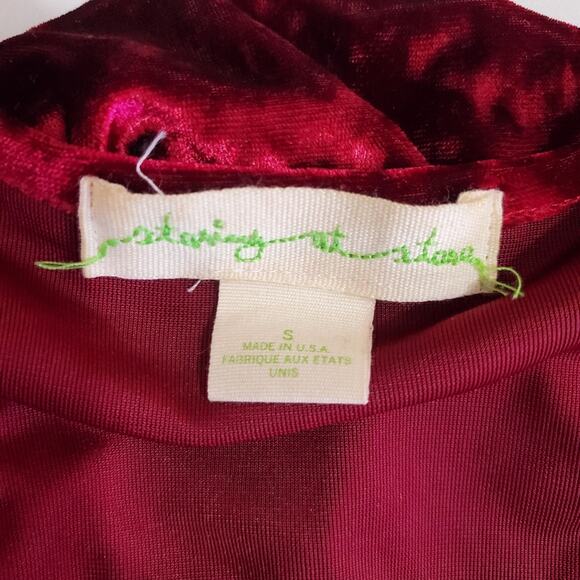 staring at stars
S
MADE IN U.S.A.
FABRIQUE AUX ETATS
UNIS